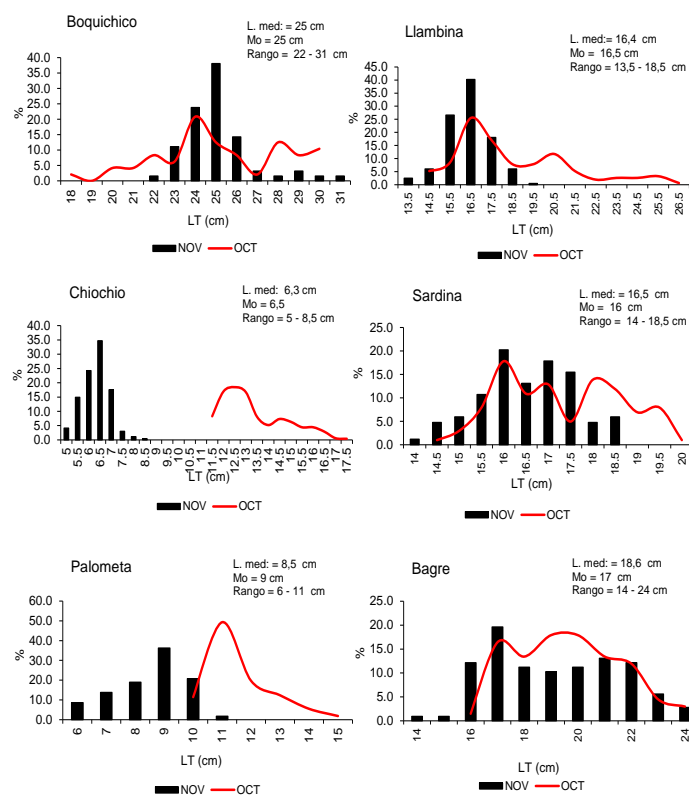 Boquichico
L. med: = 25 cm
Mo = 25 cm
Rango = 22 - 31 cm
%
40.0
35.0
30.0
25.0
20.0
15.0
10.0
5.0
0.0
18 19 20 21 22 23 24 25 26 27 28 29 30 31
LT (cm)
NOV OCT
Llambina
L. med:= 16,4 cm
Mo = 16,5 cm
Rango = 13,5 - 18,5 cm
%
45.0
40.0
35.0
30.0
25.0
20.0
15.0
10.0
5.0
0.0
13.5 14.5 15.5 16.5 17.5 18.5 19.5 20.5 21.5 22.5 23.5 24.5 25.5 26.5
LT (cm)
NOV OCT
Chiochio
L. med: 6,3 cm
Mo = 6,5
Rango = 5 - 8,5 cm
%
40.0
35.0
30.0
25.0
20.0
15.0
10.0
5.0
0.0
5 5.5 6 6.5 7 7.5 8 8.5 9 9.5 10 10.5 11 11.5 12 12.5 13 13.5 14 14.5 15 15.5 16 16.5 17 17.5
LT (cm)
NOV OCT
Sardina
L. med: = 16,5 cm
Mo = 16 cm
Rango = 14 - 18,5 cm
%
25.0
20.0
15.0
10.0
5.0
0.0
14 14.5 15 15.5 16 16.5 17 17.5 18 18.5 19 19.5 20
LT (cm)
NOV OCT
Palometa
L. med: = 8,5 cm
Mo = 9 cm
Rango = 6 - 11 cm
%
60.0
50.0
40.0
30.0
20.0
10.0
0.0
6 7 8 9 10 11 12 13 14 15
LT (cm)
NOV OCT
Bagre
L. med: = 18,6 cm
Mo = 17 cm
Rango = 14 - 24 cm
%
25.0
20.0
15.0
10.0
5.0
0.0
14 16 18 20 22 24
LT (cm)
NOV OCT